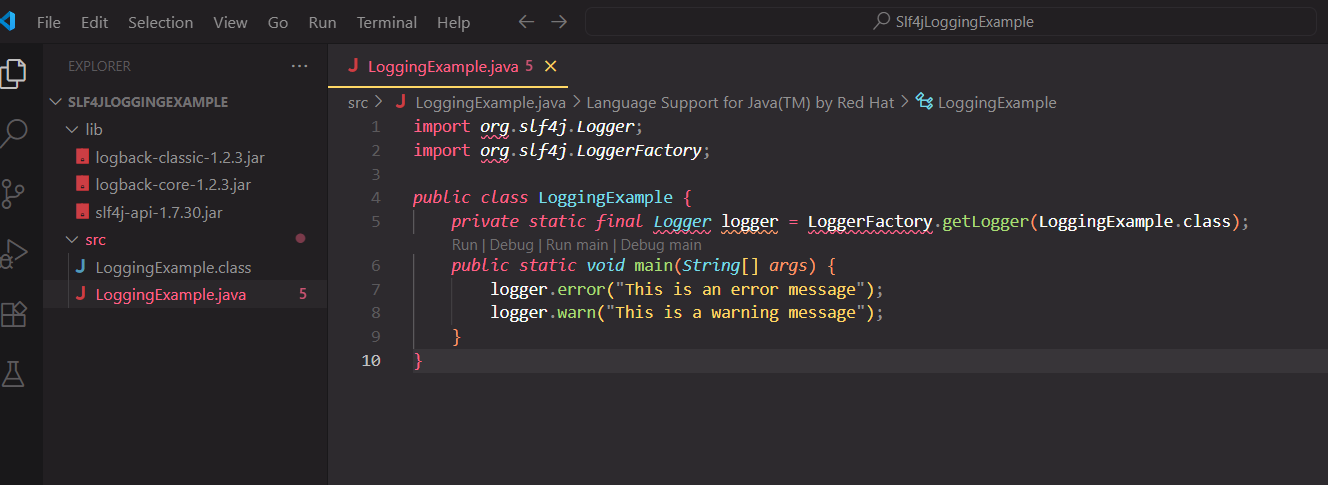 File Edit Selection View Go Run Terminal Help
Slf4jLoggingExample
EXPLORER
SLF4JLOGGINGEXAMPLE
lib
logback-classic-1.2.3.jar
logback-core-1.2.3.jar
slf4j-api-1.7.30.jar
src
LoggingExample.class
LoggingExample.java 5
LoggingExample.java 5
src > LoggingExample.java > Language Support for Java(TM) by Red Hat > LoggingExample
1 import org.slf4j.Logger;
2 import org.slf4j.LoggerFactory;
3
4 public class LoggingExample {
5 private static final Logger logger = LoggerFactory.getLogger(LoggingExample.class);
Run | Debug | Run main | Debug main
6 public static void main(String[] args) {
7 logger.error("This is an error message");
8 logger.warn("This is a warning message");
9 }
10 }